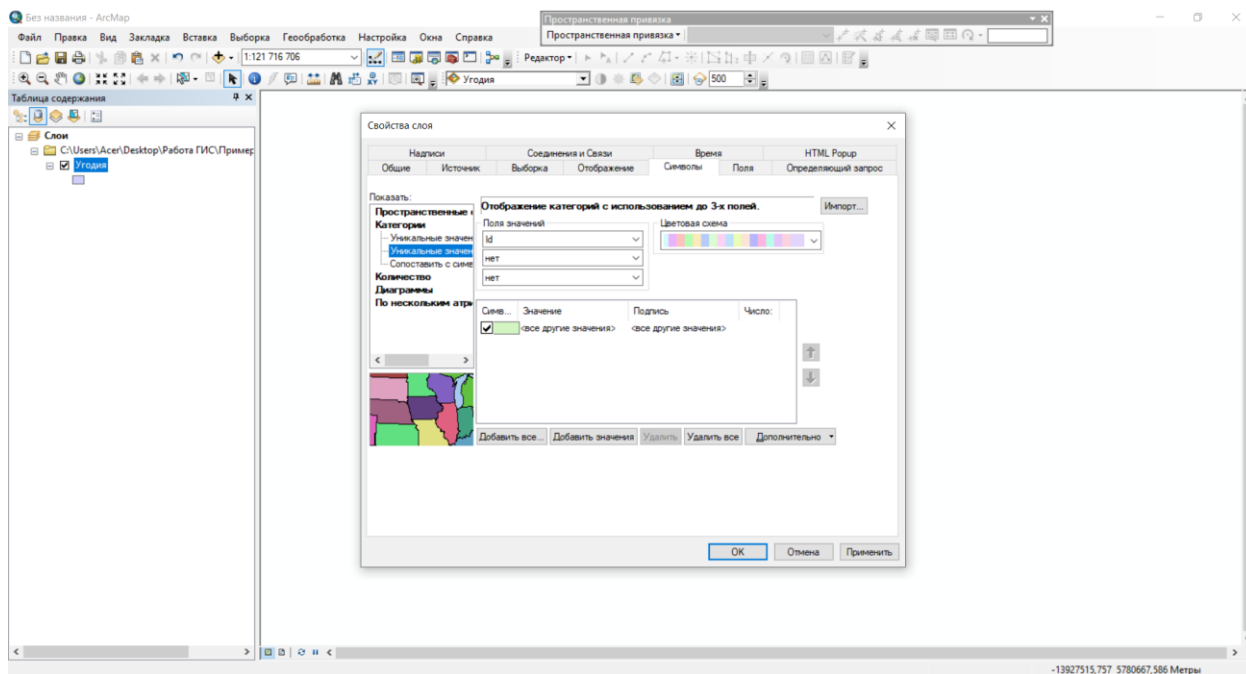 Без названия - ArcMap
Пространственная привязка
Файл Правка Вид Закладка Вставка Выборка Геообработка Настройка Окна Справка
Пространственная привязка
1:121 716 706
Редактор
Угодия
500
Таблица содержания
Слои
C:\Users\Acer\Desktop\Работа ГИС\Пример
Угодия
Свойства слоя
Надписи Соединения и Связи Время HTML Popup
Общие Источник Выборка Отображение Символы Поля Определяющий запрос
Показать:
Пространственные
Категории
Уникальные значен
Уникальные значен
Сопоставить с симв
Количество
Диаграммы
По нескольким атри
Отображение категорий с использованием до 3-х полей.
Импорт...
Поля значений
Цветовая схема
Id
нет
нет
Симв... Значение Подпись Число:
<все другие значения> <все другие значения>
Добавить все... Добавить значения Удалить Удалить все Дополнительно
OK Отмена Применить
-13927515,757 5780667,586 Метры